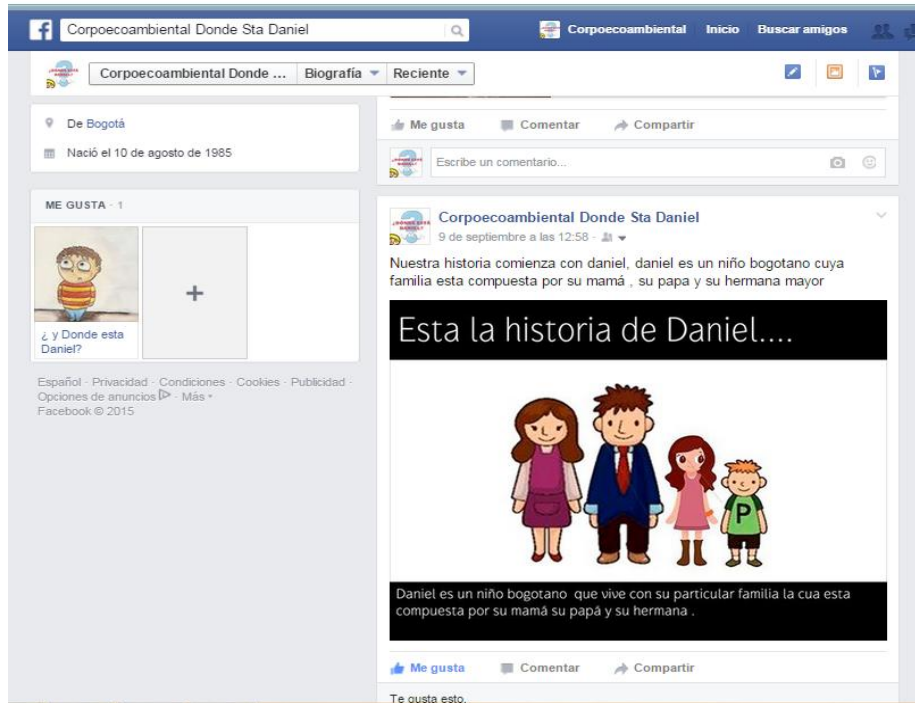 Corpoecoambiental Donde Sta Daniel
Corpoecoambiental Inicio Buscar amigos
Corpoecoambiental Donde ... Biografía Reciente
De Bogotá
Nació el 10 de agosto de 1985
ME GUSTA · 1
¿ y Donde esta
Daniel?
Español · Privacidad · Condiciones · Cookies · Publicidad ·
Opciones de anuncios · Más
Facebook © 2015
Me gusta Comentar Compartir
Escribe un comentario...
Corpoecoambiental Donde Sta Daniel
9 de septiembre a las 12:58 ·
Nuestra historia comienza con daniel, daniel es un niño bogotano cuya
familia esta compuesta por su mamá , su papa y su hermana mayor
Esta la historia de Daniel....
P
Daniel es un niño bogotano que vive con su particular familia la cua esta
compuesta por su mamá su papá y su hermana .
Me gusta Comentar Compartir
Te gusta esto.